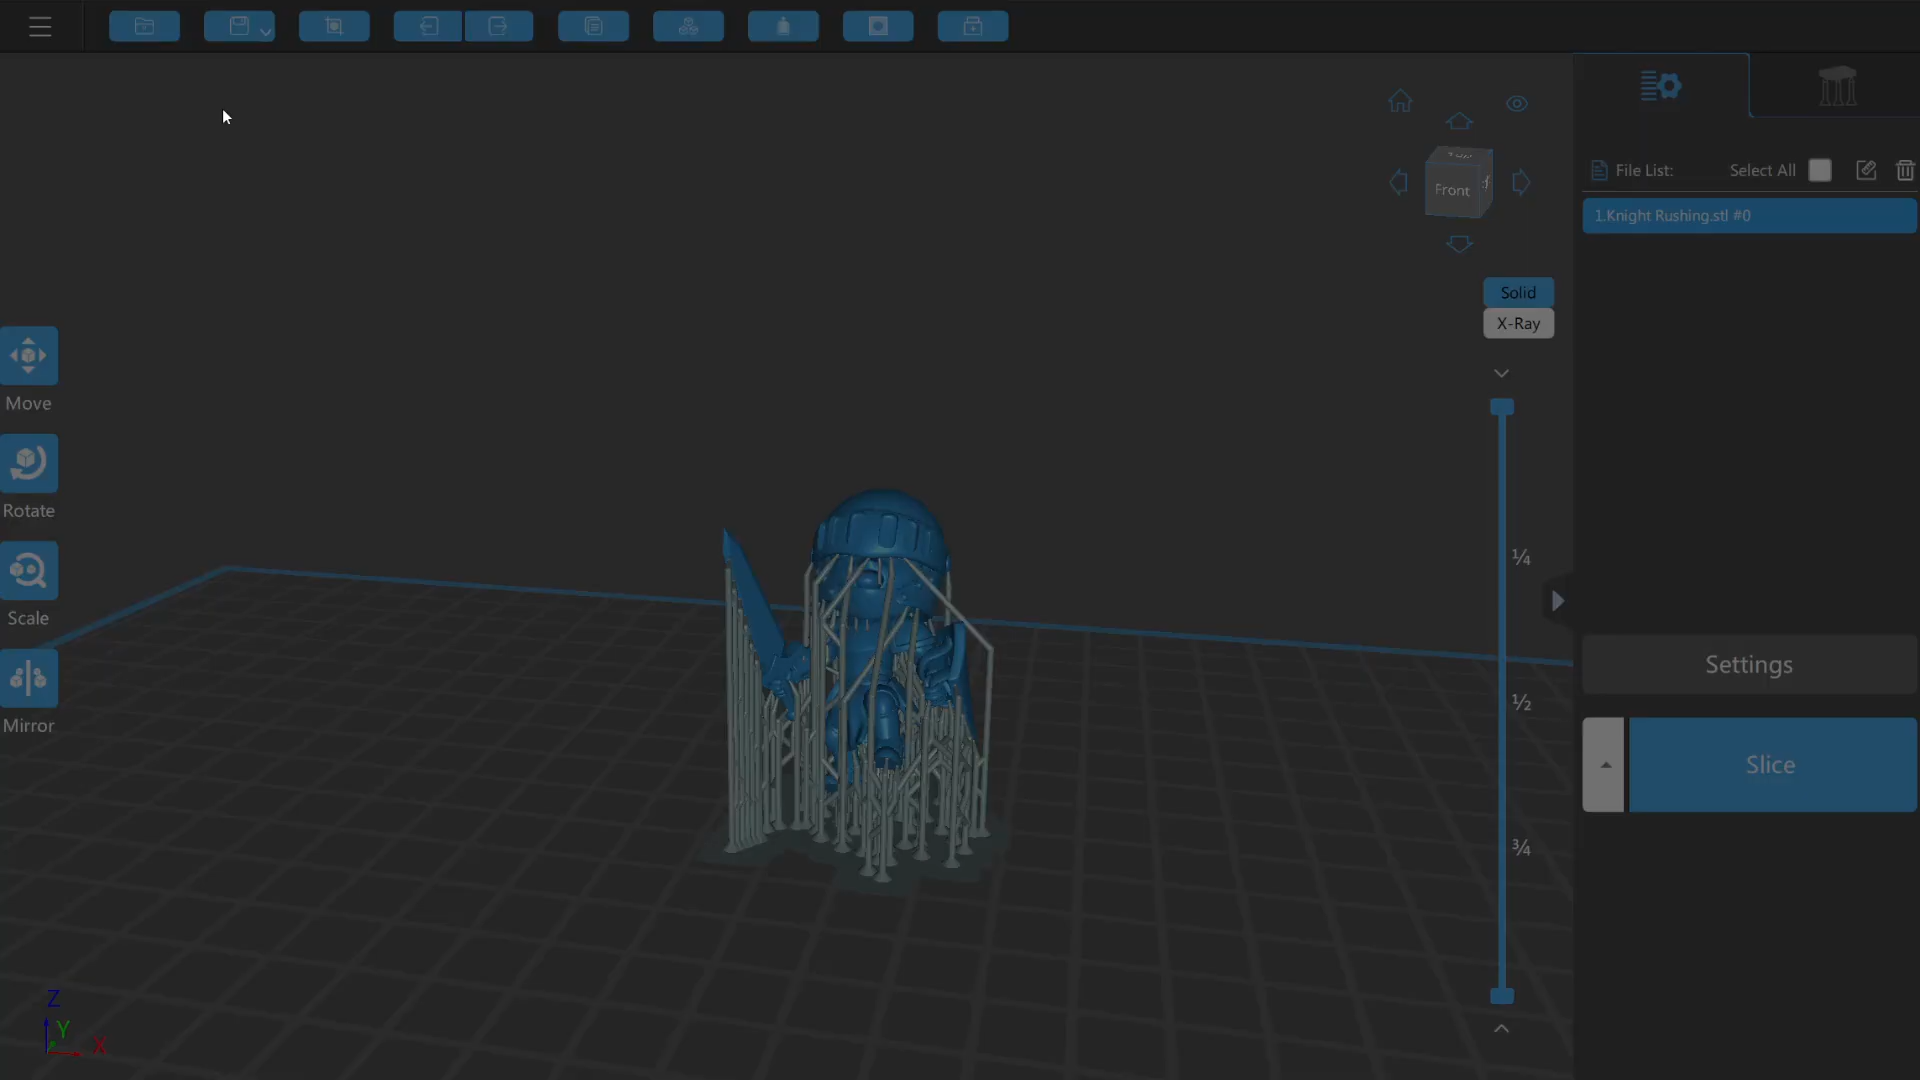 File List:
Select All
1.Knight Rushing.stl #0
Top
Front
Solid
X-Ray
Move
Rotate
Scale
Mirror
¼
½
¾
Settings
Slice
Z
Y
X